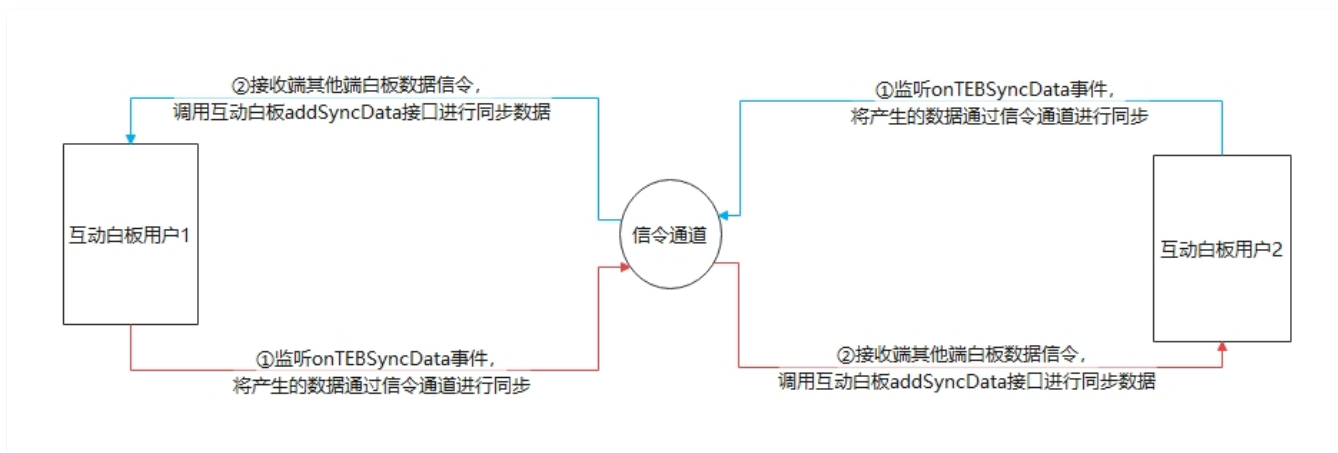 ②接收端其他端白板数据信令，
调用互动白板addSyncData接口进行同步数据
①监听onTEBSyncData事件，
将产生的数据通过信令通道进行同步
互动白板用户1
信令通道
互动白板用户2
①监听onTEBSyncData事件，
将产生的数据通过信令通道进行同步
②接收端其他端白板数据信令，
调用互动白板addSyncData接口进行同步数据